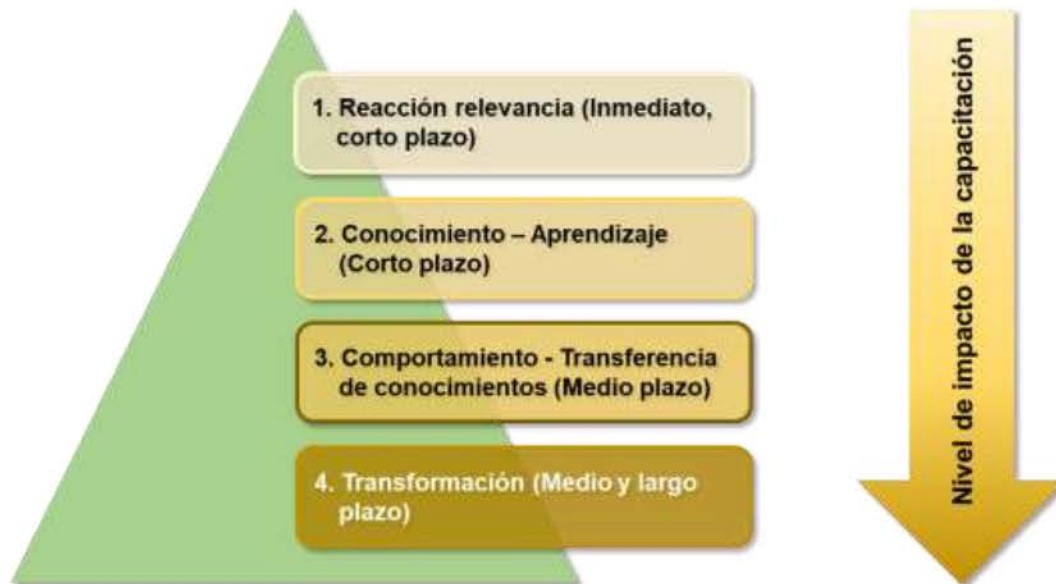 1. Reacción relevancia (Inmediato,
corto plazo)
2. Conocimiento – Aprendizaje
(Corto plazo)
3. Comportamiento - Transferencia
de conocimientos (Medio plazo)
4. Transformación (Medio y largo
plazo)
Nivel de impacto de la capacitación